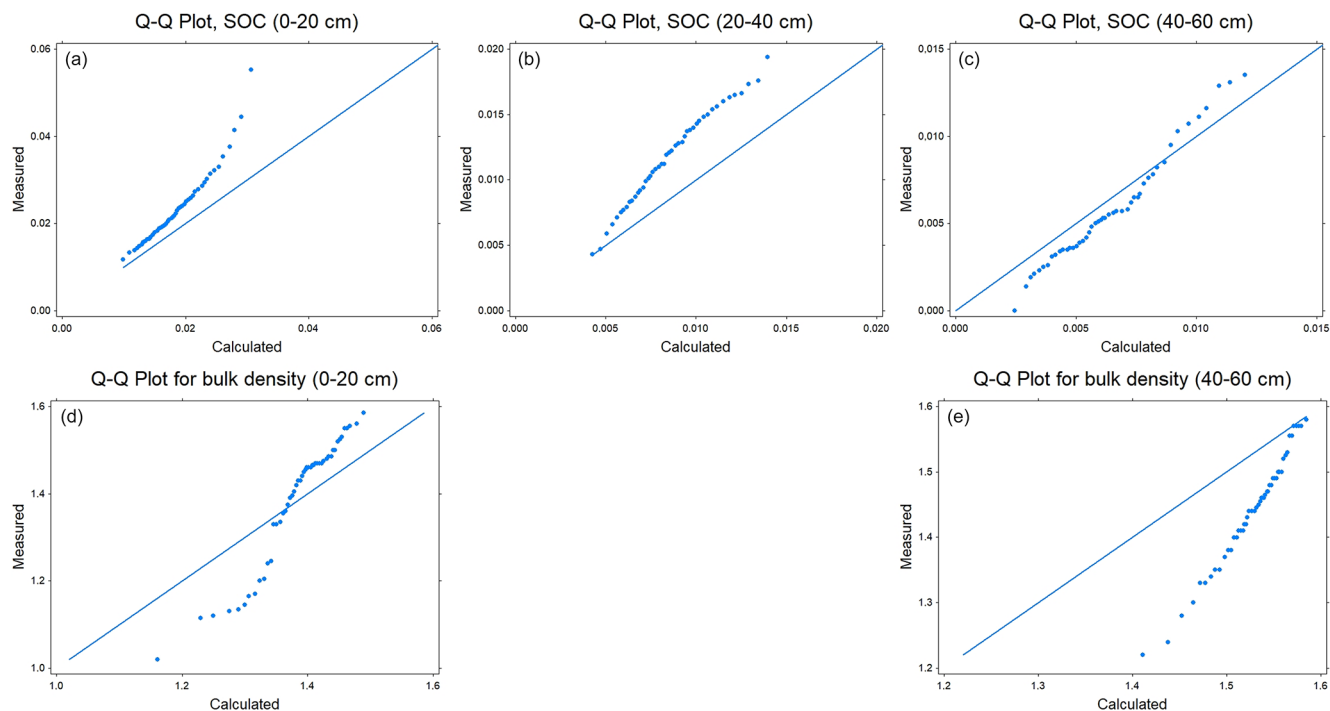 Q-Q Plot, SOC (0-20 cm)
(a)
0.06
0.04
0.02
0.00
Measured
0.00 0.02 0.04 0.06
Calculated
Q-Q Plot, SOC (20-40 cm)
(b)
0.020
0.015
0.010
0.005
0.000
Measured
0.000 0.005 0.010 0.015 0.020
Calculated
Q-Q Plot, SOC (40-60 cm)
(c)
0.015
0.010
0.005
0.000
Measured
0.000 0.005 0.010 0.015
Calculated
Q-Q Plot for bulk density (0-20 cm)
(d)
1.6
1.4
1.2
1.0
Measured
1.0 1.2 1.4 1.6
Calculated
Q-Q Plot for bulk density (40-60 cm)
(e)
1.6
1.5
1.4
1.3
1.2
Measured
1.2 1.3 1.4 1.5 1.6
Calculated